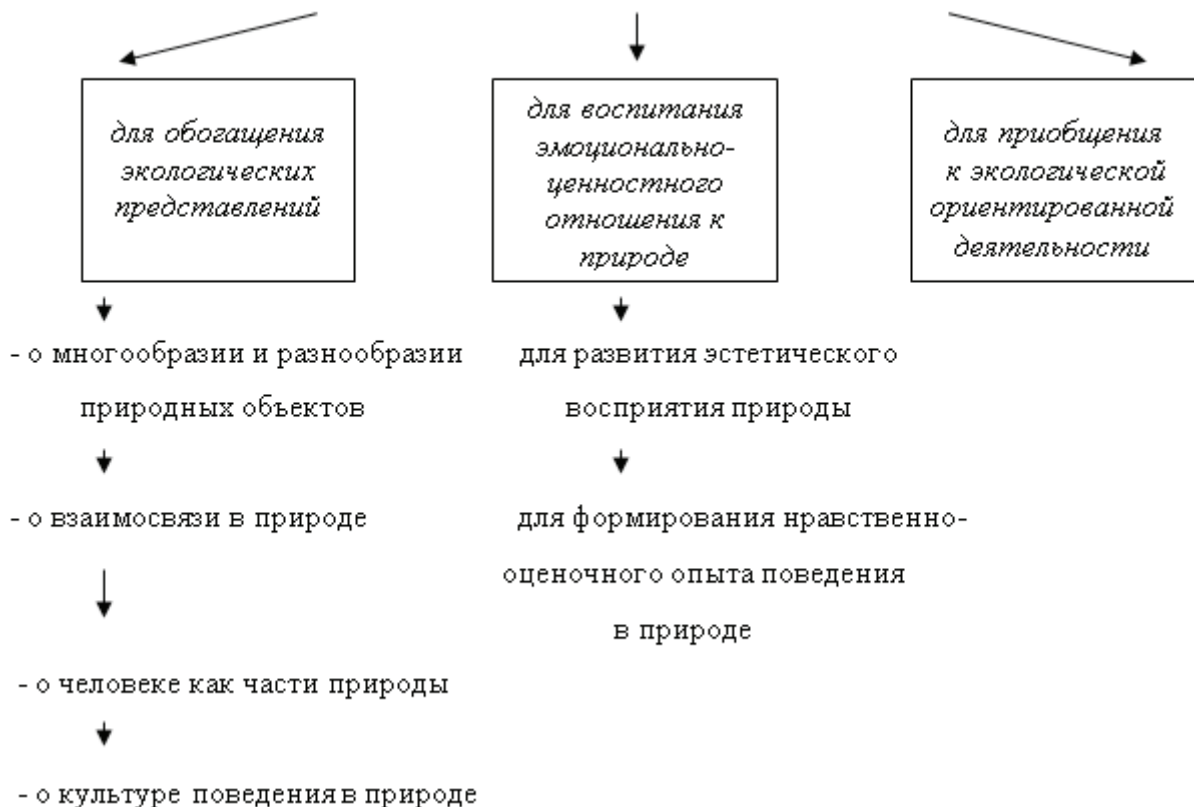 для обогащения
экологических
представлений
для воспитания
эмоционально-
ценностного
отношения к
природе
для приобщения
к экологической
ориентированной
деятельности
- о многообразии и разнообразии
природных объектов
- о взаимосвязи в природе
- о человеке как части природы
- о культуре поведения в природе
для развития эстетического
восприятия природы
для формирования нравственно-
оценочного опыта поведения
в природе